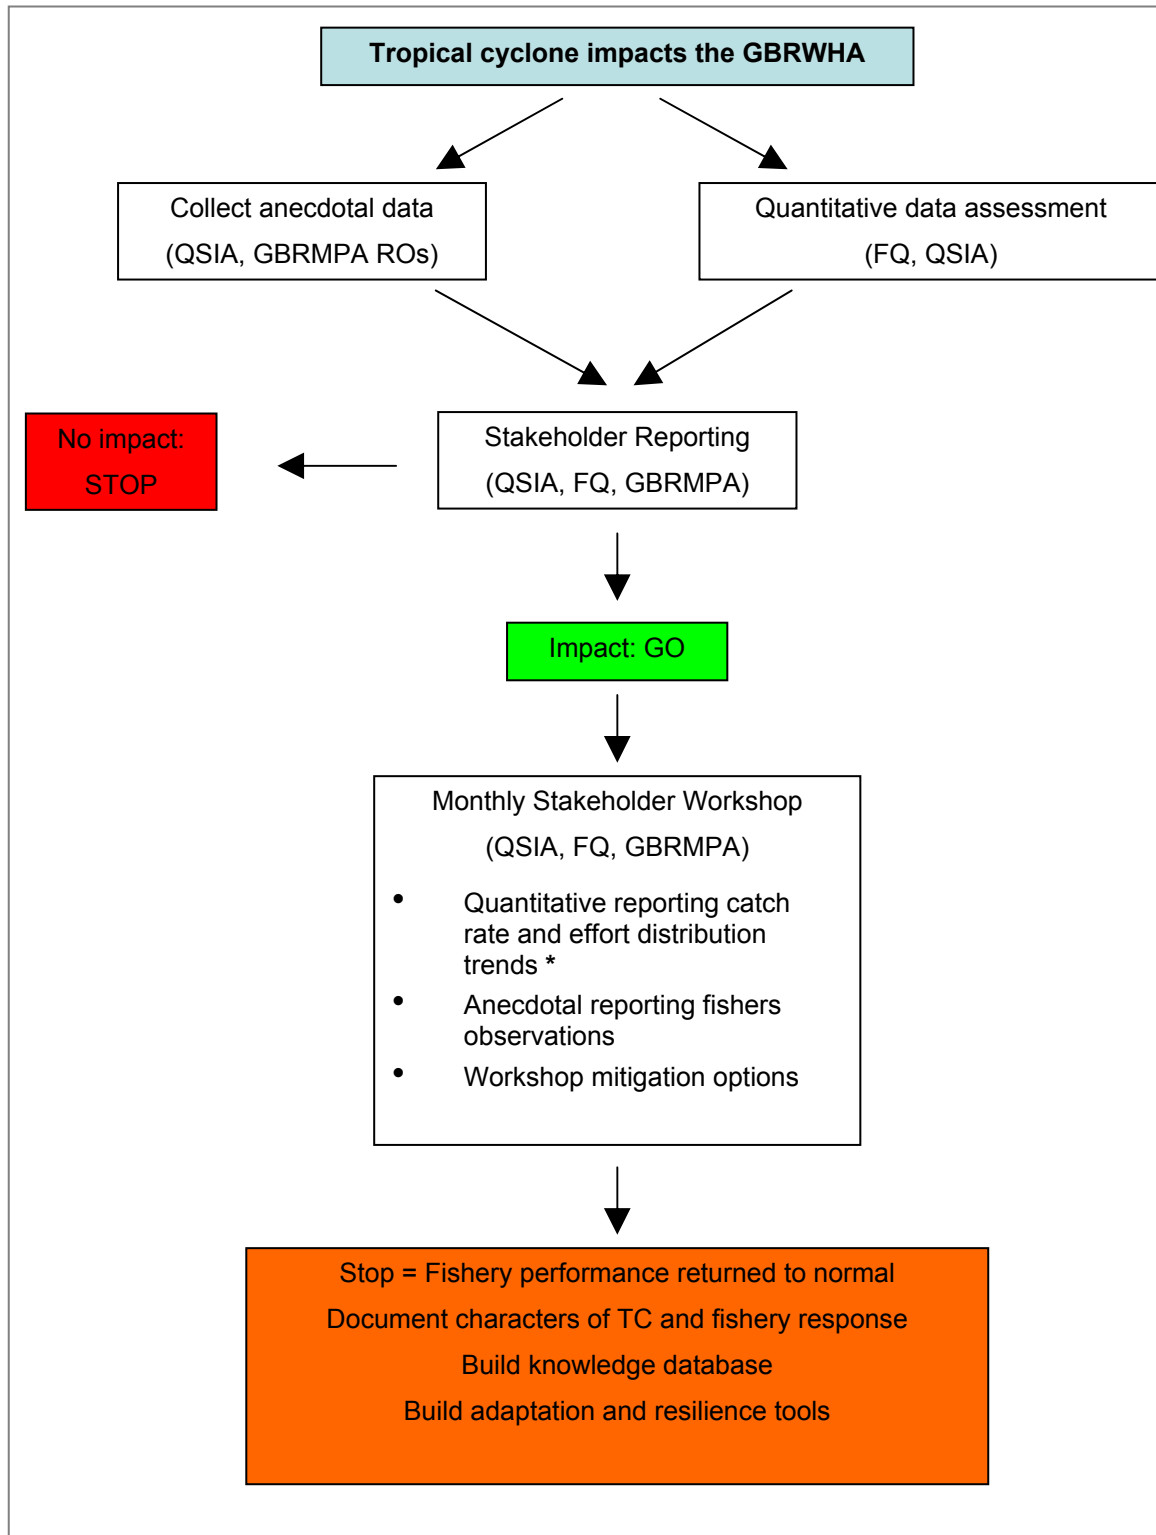 Tropical cyclone impacts the GBRWHA
Collect anecdotal data
(QSIA, GBRMPA ROs)
Quantitative data assessment
(FQ, QSIA)
No impact:
STOP
Stakeholder Reporting
(QSIA, FQ, GBRMPA)
Impact: GO
Monthly Stakeholder Workshop
(QSIA, FQ, GBRMPA)
• Quantitative reporting catch
rate and effort distribution
trends *
• Anecdotal reporting fishers
observations
• Workshop mitigation options
Stop = Fishery performance returned to normal
Document characters of TC and fishery response
Build knowledge database
Build adaptation and resilience tools